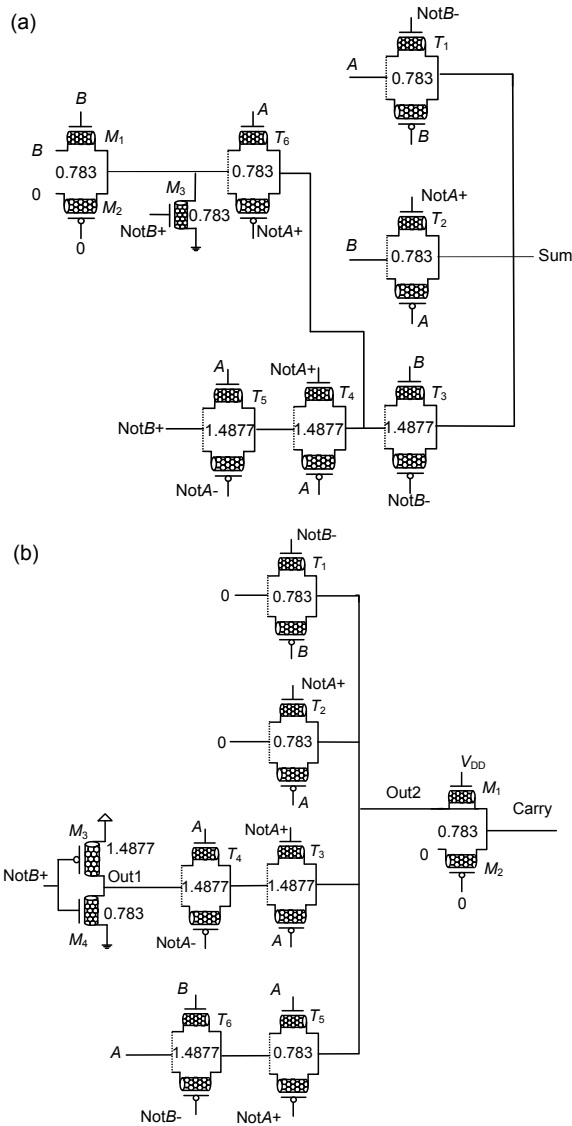 (a)
NotB-
T1
A
0.783
B
B
A
M1
T6
B
0.783
0.783
M3
0.783
0
M2
NotB+
NotA+
0
NotA+
T2
B
0.783
Sum
A
A
NotA+
B
T5
T4
T3
NotB+
1.4877
1.4877
1.4877
NotA-
A
NotB-
(b)
NotB-
T1
0
0.783
B
NotA+
T2
0
0.783
A
VDD
Out2
M1
Carry
0.783
0
M2
0
M3
1.4877
A
NotA+
T4
T3
NotB+
Out1
1.4877
1.4877
0.783
M4
NotA-
A
B
A
T6
T5
A
1.4877
0.783
NotB-
NotA+